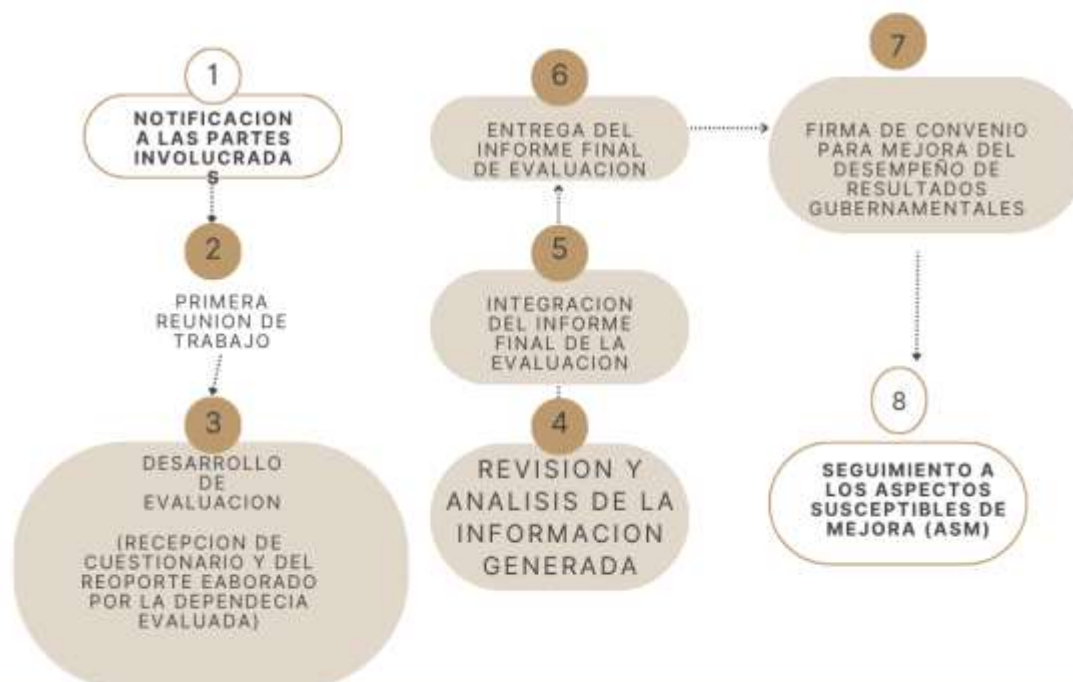 1
NOTIFICACION
A LAS PARTES
INVOLUCRADA
S
2
PRIMERA
REUNION DE
TRABAJO
3
DESARROLLO
DE
EVALUACION
(RECEPCION DE
CUESTIONARIO Y DEL
REOPORTE EABORADO
POR LA DEPENDECIA
EVALUADA)
4
REVISION Y
ANALISIS DE LA
INFORMACION
GENERADA
5
INTEGRACION
DEL INFORME
FINAL DE LA
EVALUACION
6
ENTREGA DEL
INFORME FINAL
DE EVALUACION
7
FIRMA DE CONVENIO
PARA MEJORA DEL
DESEMPEÑO DE
RESULTADOS
GUBERNAMENTALES
8
SEGUIMIENTO A
LOS ASPECTOS
SUSCEPTIBLES DE
MEJORA (ASM)